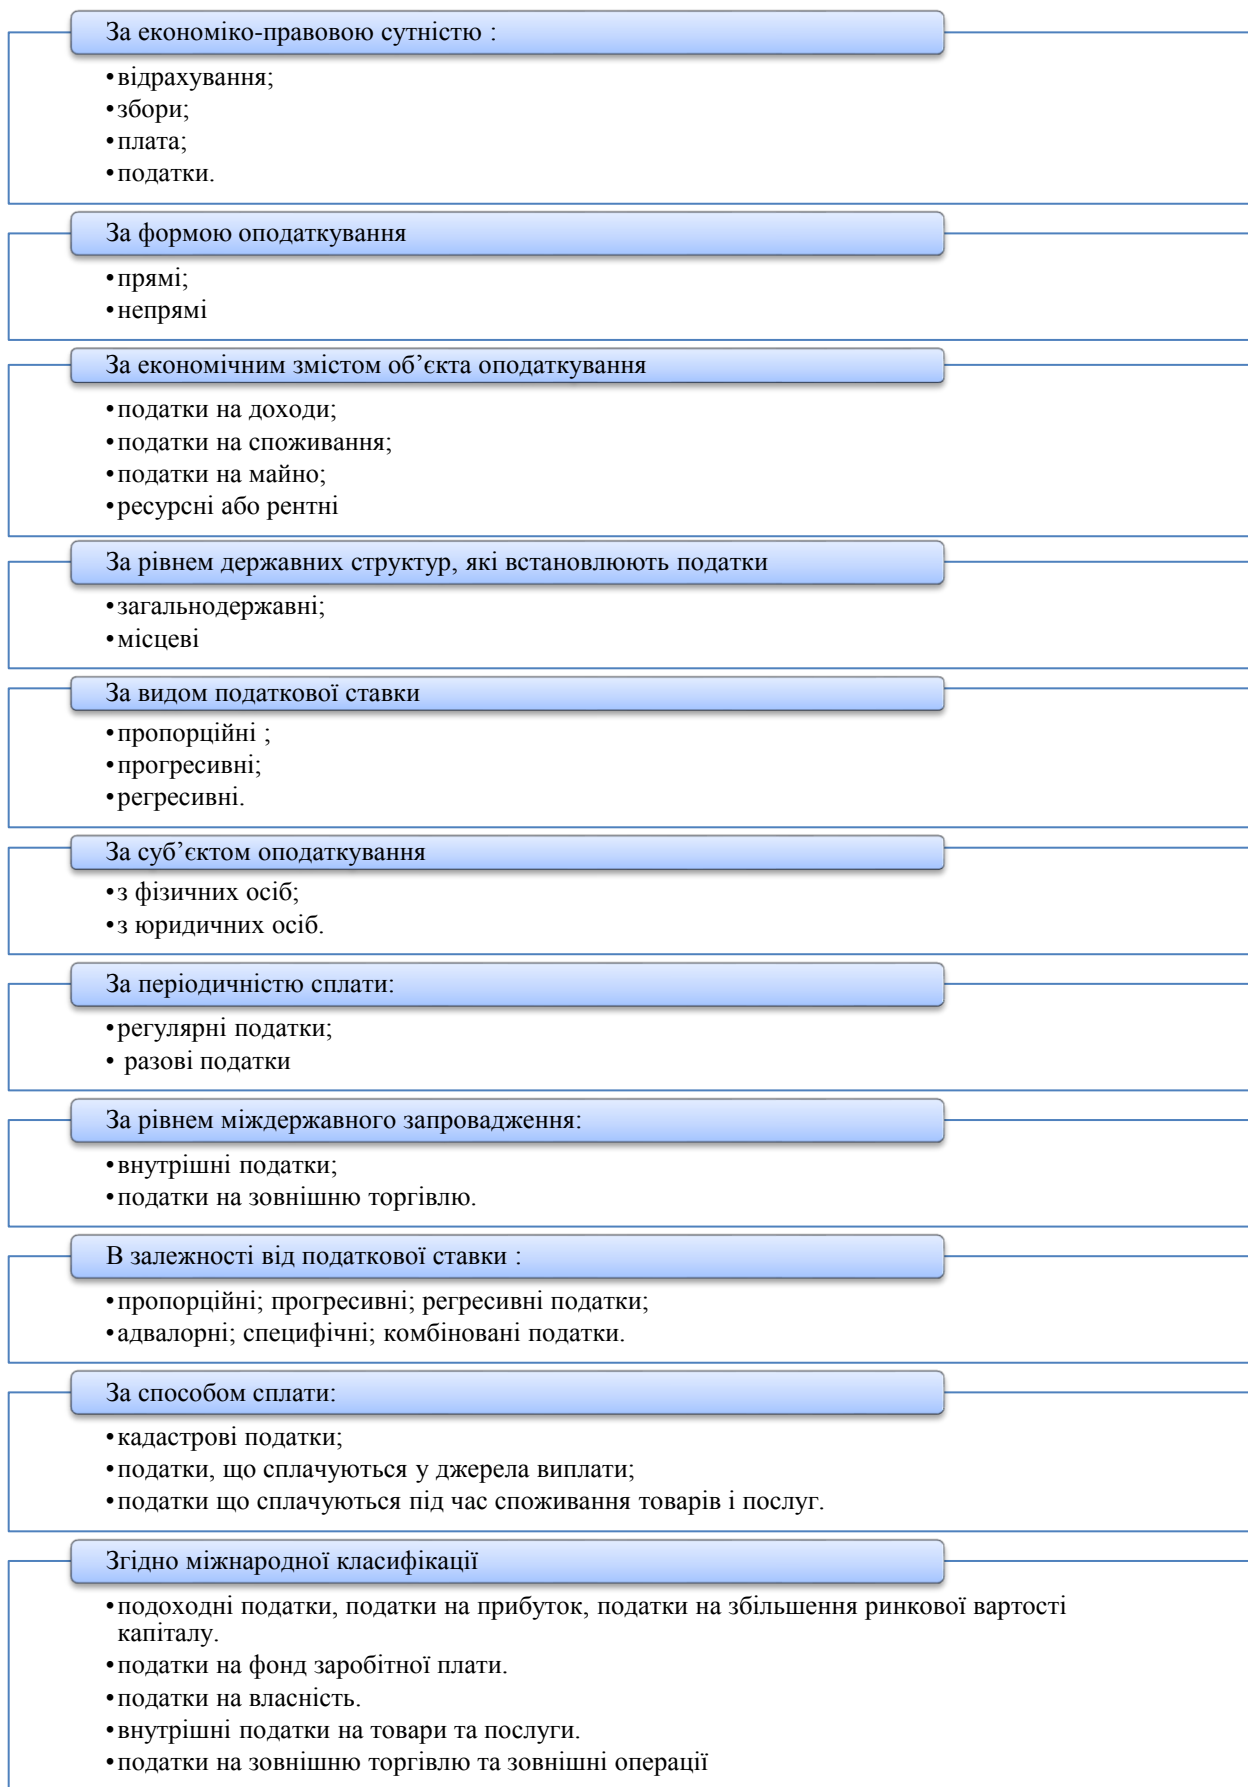 За економіко-правовою сутністю :
•відрахування;
•збори;
•плата;
•податки.
За формою оподаткування
•прямі;
•непрямі
За економічним змістом об’єкта оподаткування
•податки на доходи;
•податки на споживання;
•податки на майно;
•ресурсні або рентні
За рівнем державних структур, які встановлюють податки
•загальнодержавні;
•місцеві
За видом податкової ставки
•пропорційні ;
•прогресивні;
•регресивні.
За суб’єктом оподаткування
•з фізичних осіб;
•з юридичних осіб.
За періодичністю сплати:
•регулярні податки;
• разові податки
За рівнем міждержавного запровадження:
•внутрішні податки;
•податки на зовнішню торгівлю.
В залежності від податкової ставки :
•пропорційні; прогресивні; регресивні податки;
•адвалорні; специфічні; комбіновані податки.
За способом сплати:
•кадастрові податки;
•податки, що сплачуються у джерела виплати;
•податки що сплачуються під час споживання товарів і послуг.
Згідно міжнародної класифікації
•подоходні податки, податки на прибуток, податки на збільшення ринкової вартості
капіталу.
•податки на фонд заробітної плати.
•податки на власність.
•внутрішні податки на товари та послуги.
•податки на зовнішню торгівлю та зовнішні операції